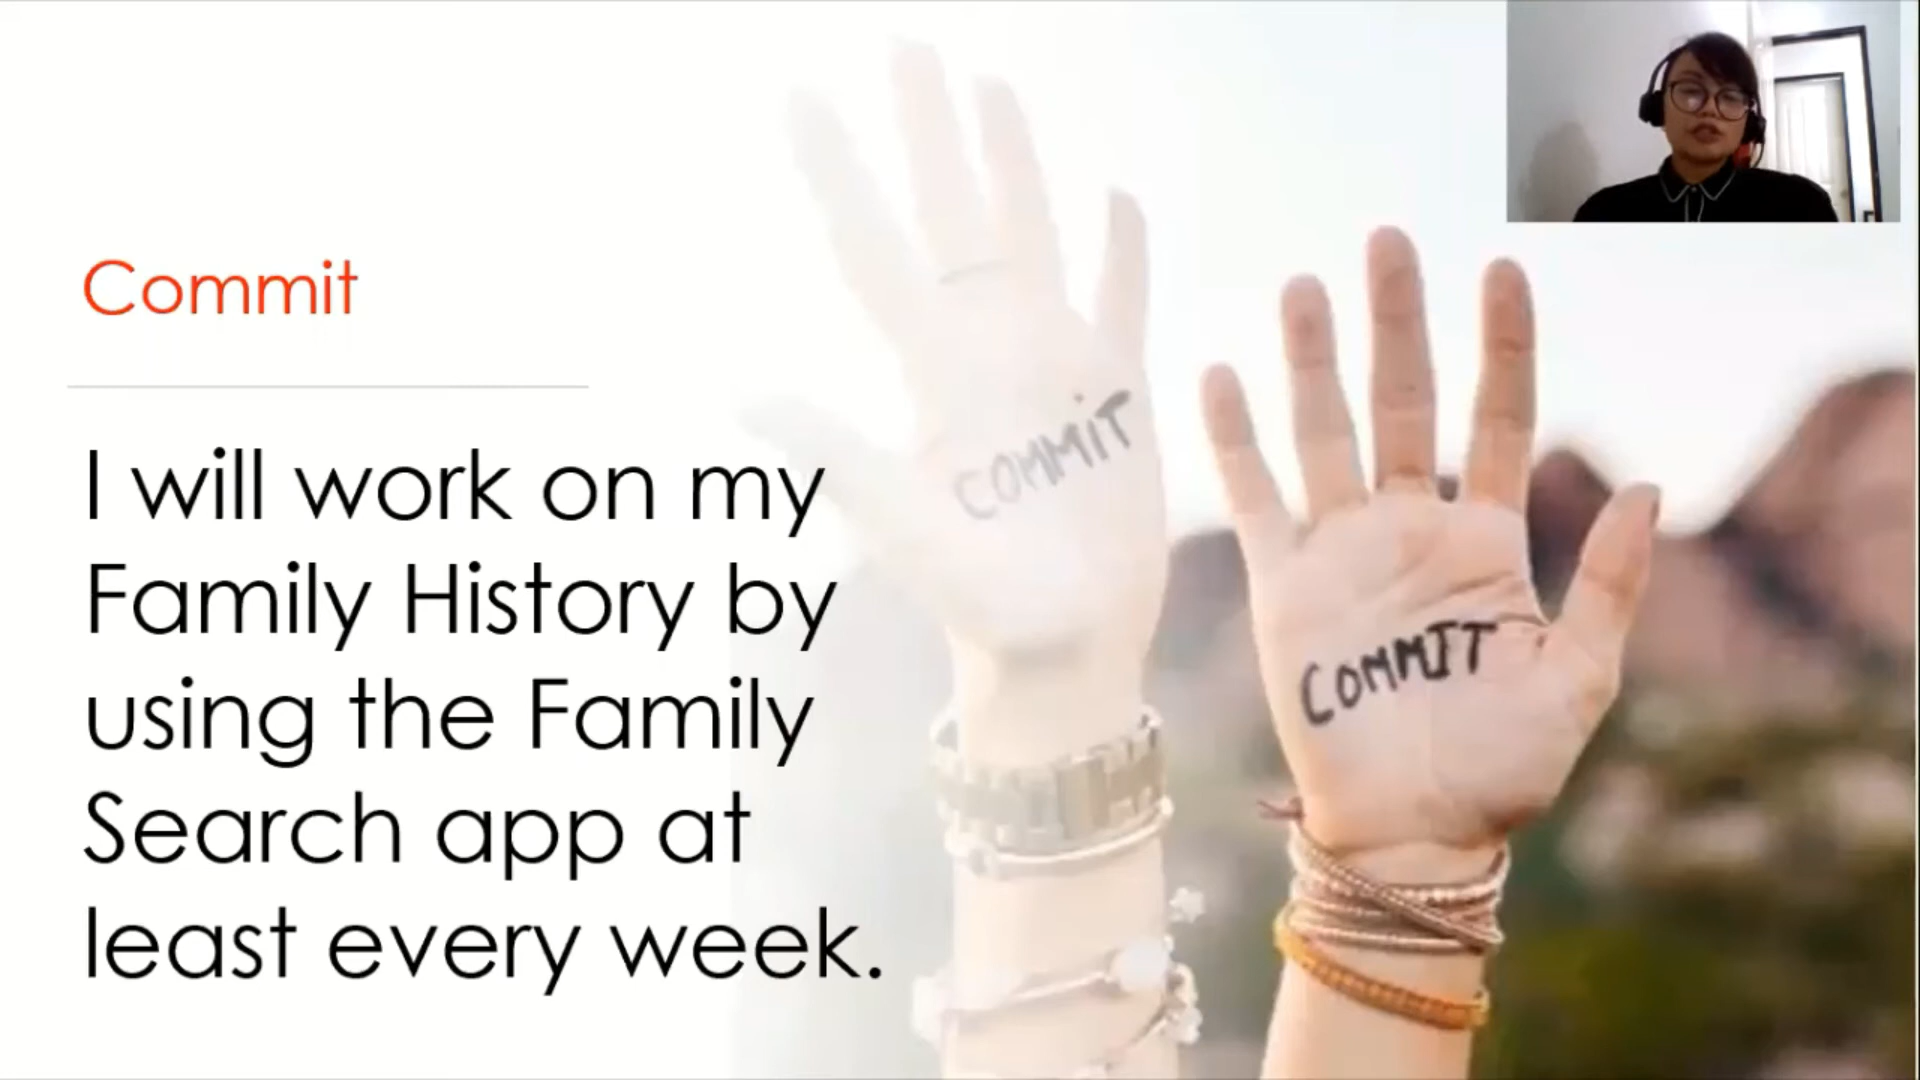 Commit
I will work on my
Family History by
using the Family
Search app at
least every week.
COMMIT
COMMIT